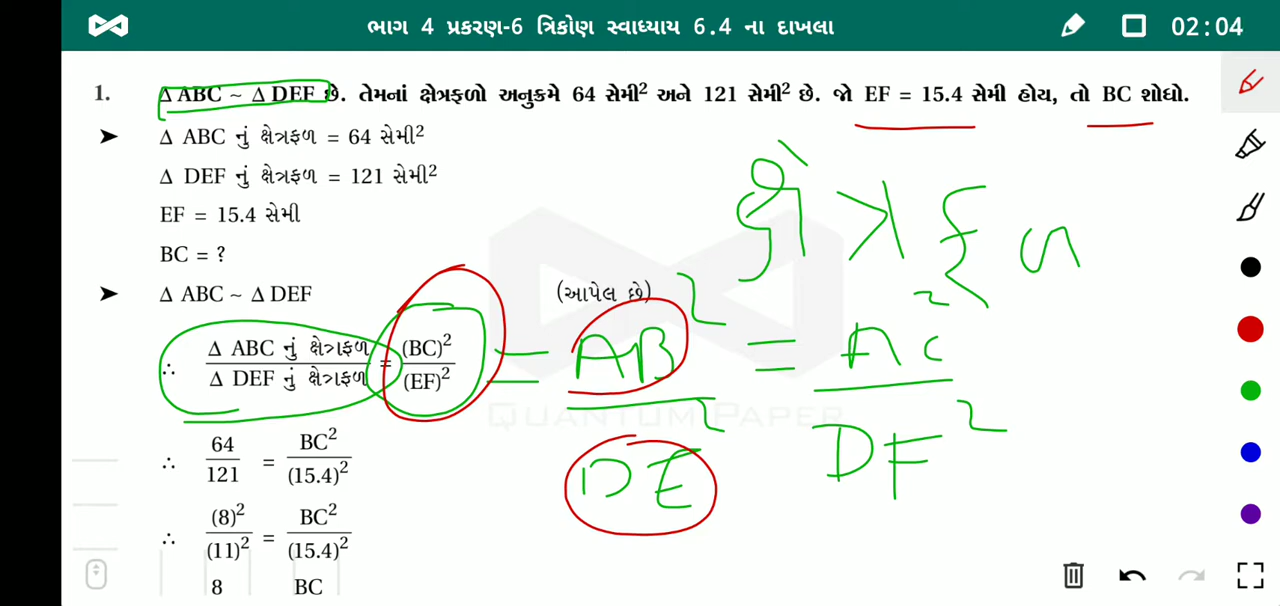 ભાગ 4 પ્રકરણ-6 ત્રિકોણ સ્વાધ્યાય 6.4 ના દાખલા
02:04
1. Δ ABC ~ Δ DEF છે. તેમનાં ક્ષેત્રફળો અનુક્રમે 64 સેમી² અને 121 સેમી² છે. જો EF = 15.4 સેમી હોય, તો BC શોધો.
➤ Δ ABC નું ક્ષેત્રફળ = 64 સેમી²
Δ DEF નું ક્ષેત્રફળ = 121 સેમી²
EF = 15.4 સેમી
BC = ?
ક્ષેત્રફળ
➤ Δ ABC ~ Δ DEF (આપેલ છે)
∴ Δ ABC નું ક્ષેત્રફળ / Δ DEF નું ક્ષેત્રફળ = (BC)² / (EF)² = AB² / DE² = AC² / DF²
QUANTUM PAPER
∴ 64 / 121 = BC² / (15.4)²
∴ (8)² / (11)² = BC² / (15.4)²
8 BC